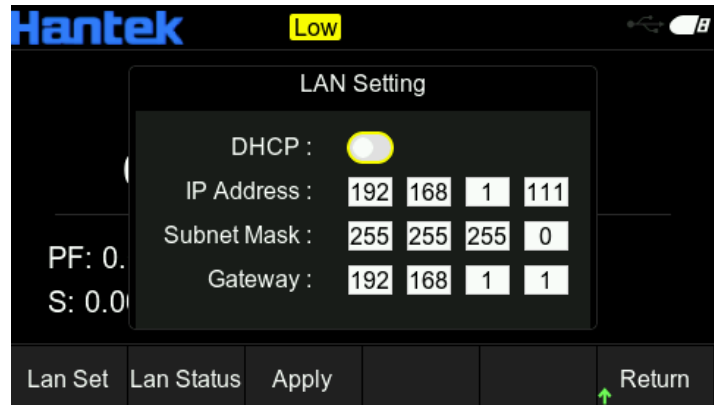 Hantek Low
LAN Setting
DHCP :
IP Address : 192 168 1 111
Subnet Mask : 255 255 255 0
Gateway : 192 168 1 1
PF: 0.
S: 0.0
Lan Set Lan Status Apply Return